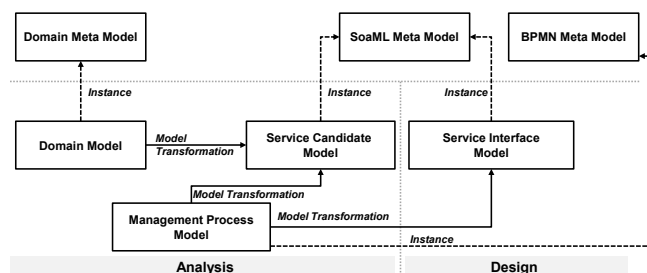 Domain Meta Model
SoaML Meta Model
BPMN Meta Model
Instance
Instance
Instance
Domain Model
Model
Transformation
Service Candidate
Model
Service Interface
Model
Model Transformation
Management Process
Model
Model Transformation
Instance
Analysis
Design